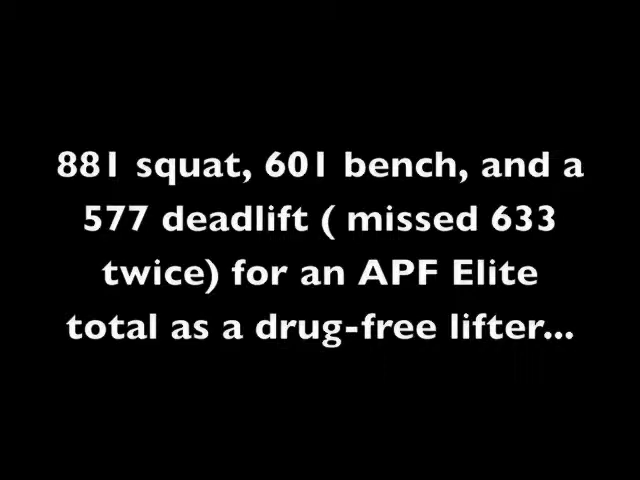 881 squat, 601 bench, and a
577 deadlift ( missed 633
twice) for an APF Elite
total as a drug-free lifter...